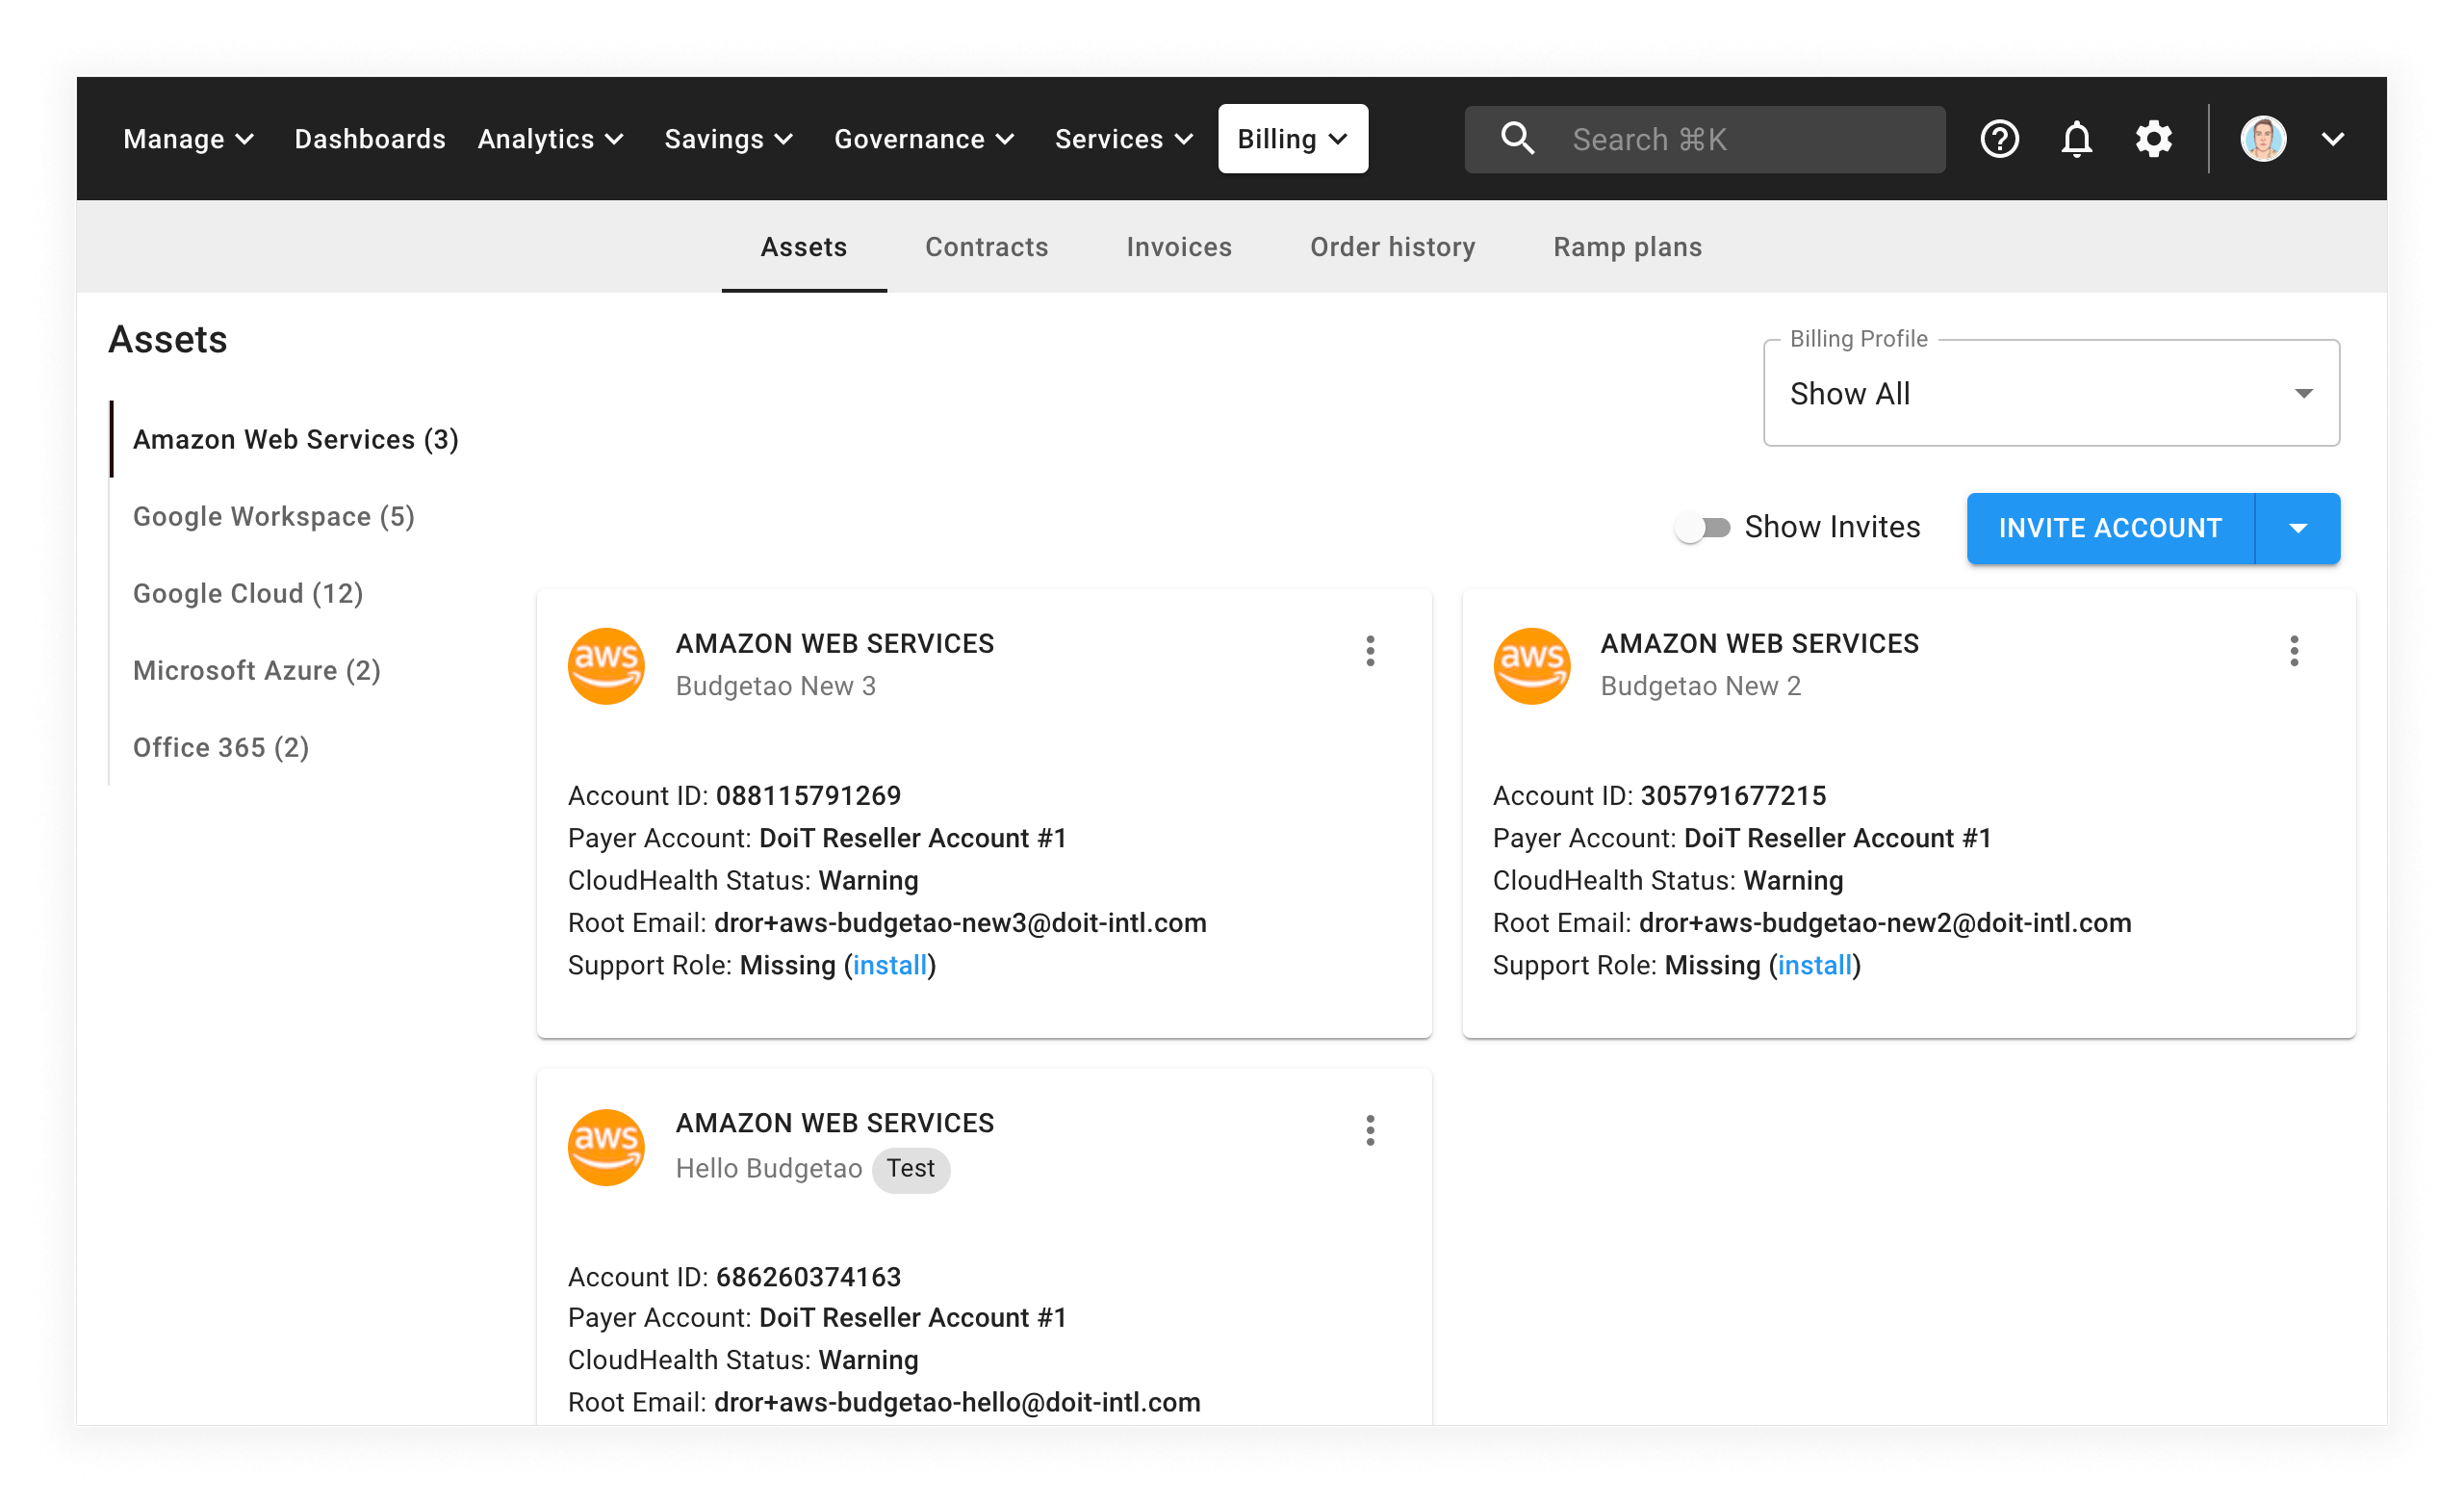 Manage Dashboards Analytics Savings Governance Services Billing Search ⌘K
Assets Contracts Invoices Order history Ramp plans
Assets
Billing Profile
Show All
Amazon Web Services (3)
Google Workspace (5)
Google Cloud (12)
Microsoft Azure (2)
Office 365 (2)
Show Invites INVITE ACCOUNT
aws
AMAZON WEB SERVICES
Budgetao New 3
Account ID: 088115791269
Payer Account: DoiT Reseller Account #1
CloudHealth Status: Warning
Root Email: dror+aws-budgetao-new3@doit-intl.com
Support Role: Missing (install)
aws
AMAZON WEB SERVICES
Budgetao New 2
Account ID: 305791677215
Payer Account: DoiT Reseller Account #1
CloudHealth Status: Warning
Root Email: dror+aws-budgetao-new2@doit-intl.com
Support Role: Missing (install)
aws
AMAZON WEB SERVICES
Hello Budgetao Test
Account ID: 686260374163
Payer Account: DoiT Reseller Account #1
CloudHealth Status: Warning
Root Email: dror+aws-budgetao-hello@doit-intl.com